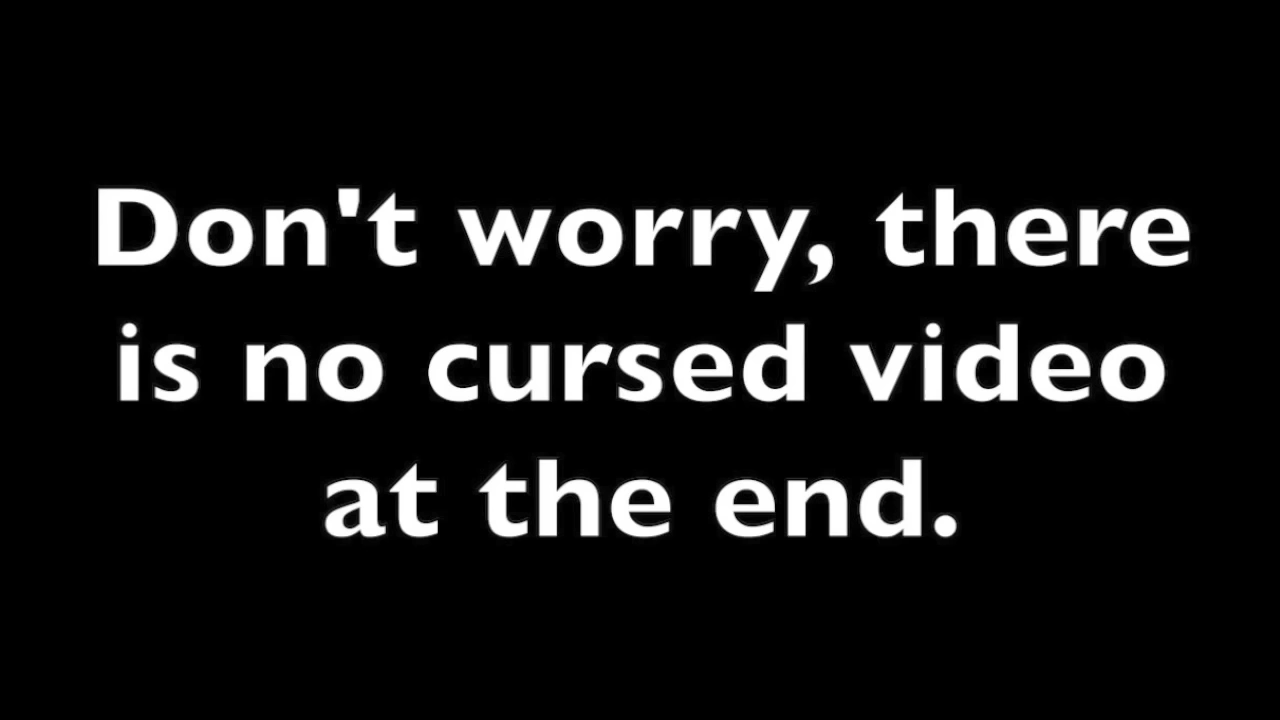 Don't worry, there
is no cursed video
at the end.